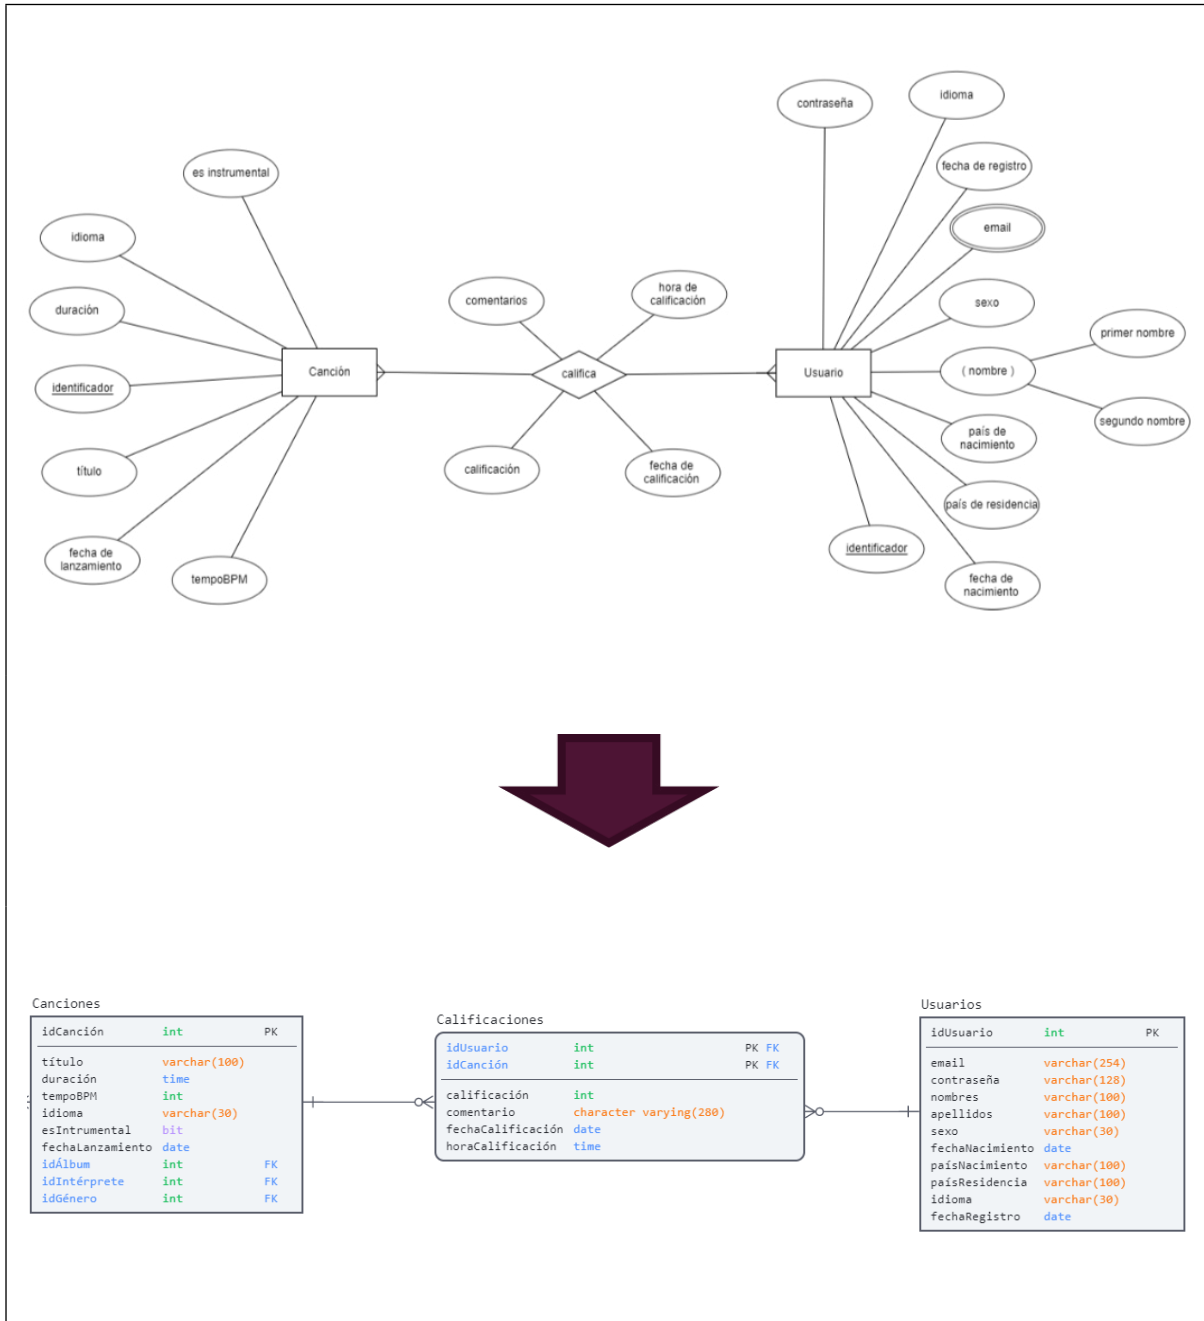 contraseña
idioma
fecha de registro
es instrumental
email
idioma
hora de
calificación
comentarios
sexo
duración
primer nombre
Canción
califica
Usuario
( nombre )
identificador
segundo nombre
país de
nacimiento
título
calificación
fecha de
calificación
país de residencia
identificador
fecha de
lanzamiento
tempoBPM
fecha de
nacimiento
Canciones
idCanción int PK
título varchar(100)
duración time
tempoBPM int
idioma varchar(30)
esIntrumental bit
fechaLanzamiento date
idÁlbum int FK
idIntérprete int FK
idGénero int FK
Calificaciones
idUsuario int PK FK
idCanción int PK FK
calificación int
comentario character varying(280)
fechaCalificación date
horaCalificación time
Usuarios
idUsuario int PK
email varchar(254)
contraseña varchar(128)
nombres varchar(100)
apellidos varchar(100)
sexo varchar(30)
fechaNacimiento date
paísNacimiento varchar(100)
paísResidencia varchar(100)
idioma varchar(30)
fechaRegistro date